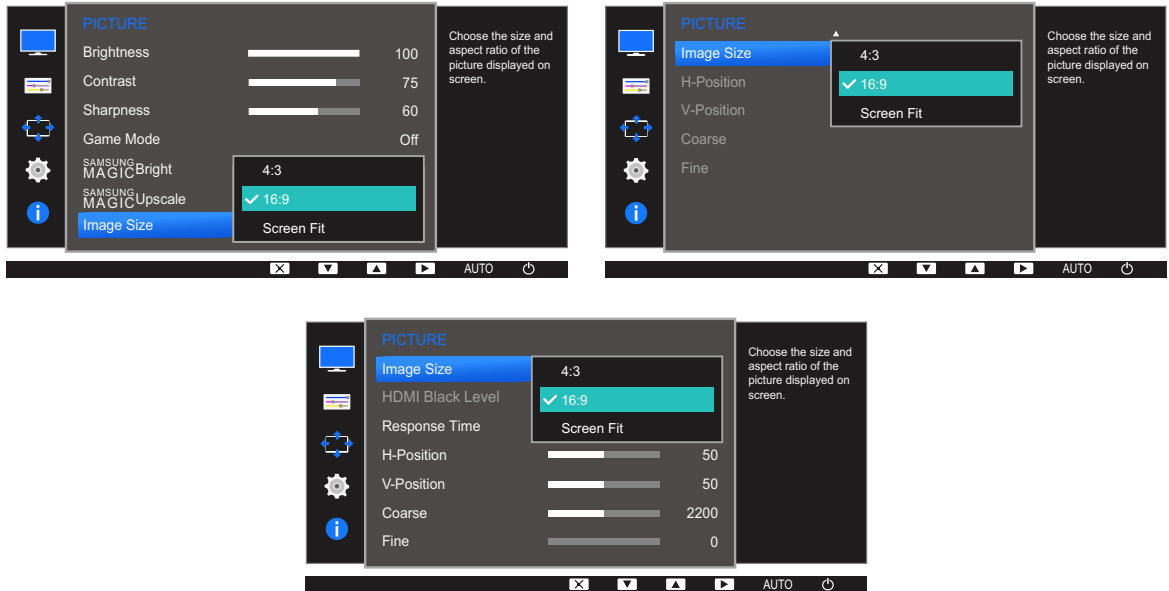 PICTURE
Brightness 100
Contrast 75
Sharpness 60
Game Mode Off
SAMSUNG MAGIC Bright
SAMSUNG MAGIC Upscale
Image Size
4:3
16:9
Screen Fit
Choose the size and
aspect ratio of the
picture displayed on
screen.
AUTO
PICTURE
Image Size
H-Position
V-Position
Coarse
Fine
4:3
16:9
Screen Fit
Choose the size and
aspect ratio of the
picture displayed on
screen.
AUTO
PICTURE
Image Size
HDMI Black Level
Response Time
4:3
16:9
Screen Fit
H-Position 50
V-Position 50
Coarse 2200
Fine 0
Choose the size and
aspect ratio of the
picture displayed on
screen.
AUTO